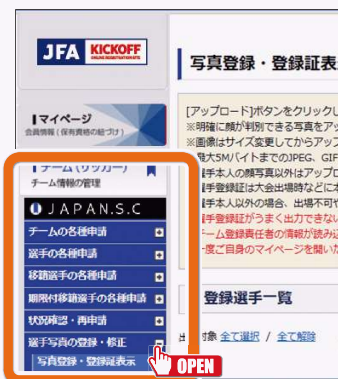 JFA KICKOFF
ONLINE REGISTRATION SITE
写真登録・登録証表
マイページ
会員情報(保有資格の紐づけ)
[アップロード]ボタンをクリックし
※明確に顔が判別できる写真をアッ
※画像はサイズ変更してからアップ
最大5MバイトまでのJPEG、GIF
手本人の顔写真以外はアップロ
手登録証は大会出場時などに本
手本人以外の場合、出場不可や
手登録証がうまく出力できない
ーム登録責任者の情報が読み込
度ご自身のマイページを開いた
チーム(サッカー)
チーム情報の管理
JAPAN.S.C
チームの各種申請
選手の各種申請
移籍選手の各種申請
期限付移籍選手の各種申請
状況確認・再申請
選手写真の登録・修正
写真登録・登録証表示
登録選手一覧
対象 全て選択 / 全て解除
OPEN